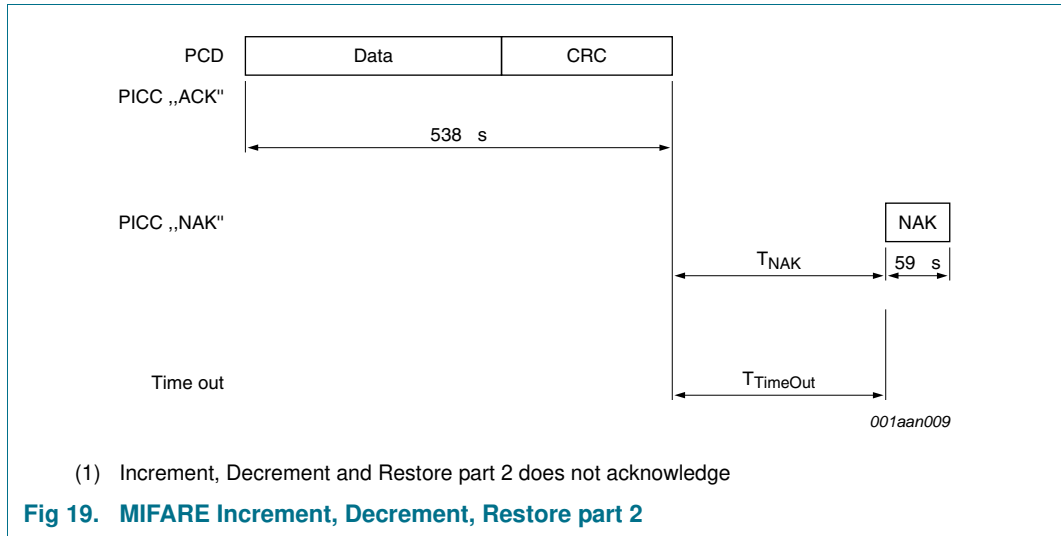 PCD Data CRC
PICC ,,ACK"
538 s
PICC ,,NAK" NAK
TNAK 59 s
Time out TTimeOut
001aan009
(1) Increment, Decrement and Restore part 2 does not acknowledge
Fig 19. MIFARE Increment, Decrement, Restore part 2